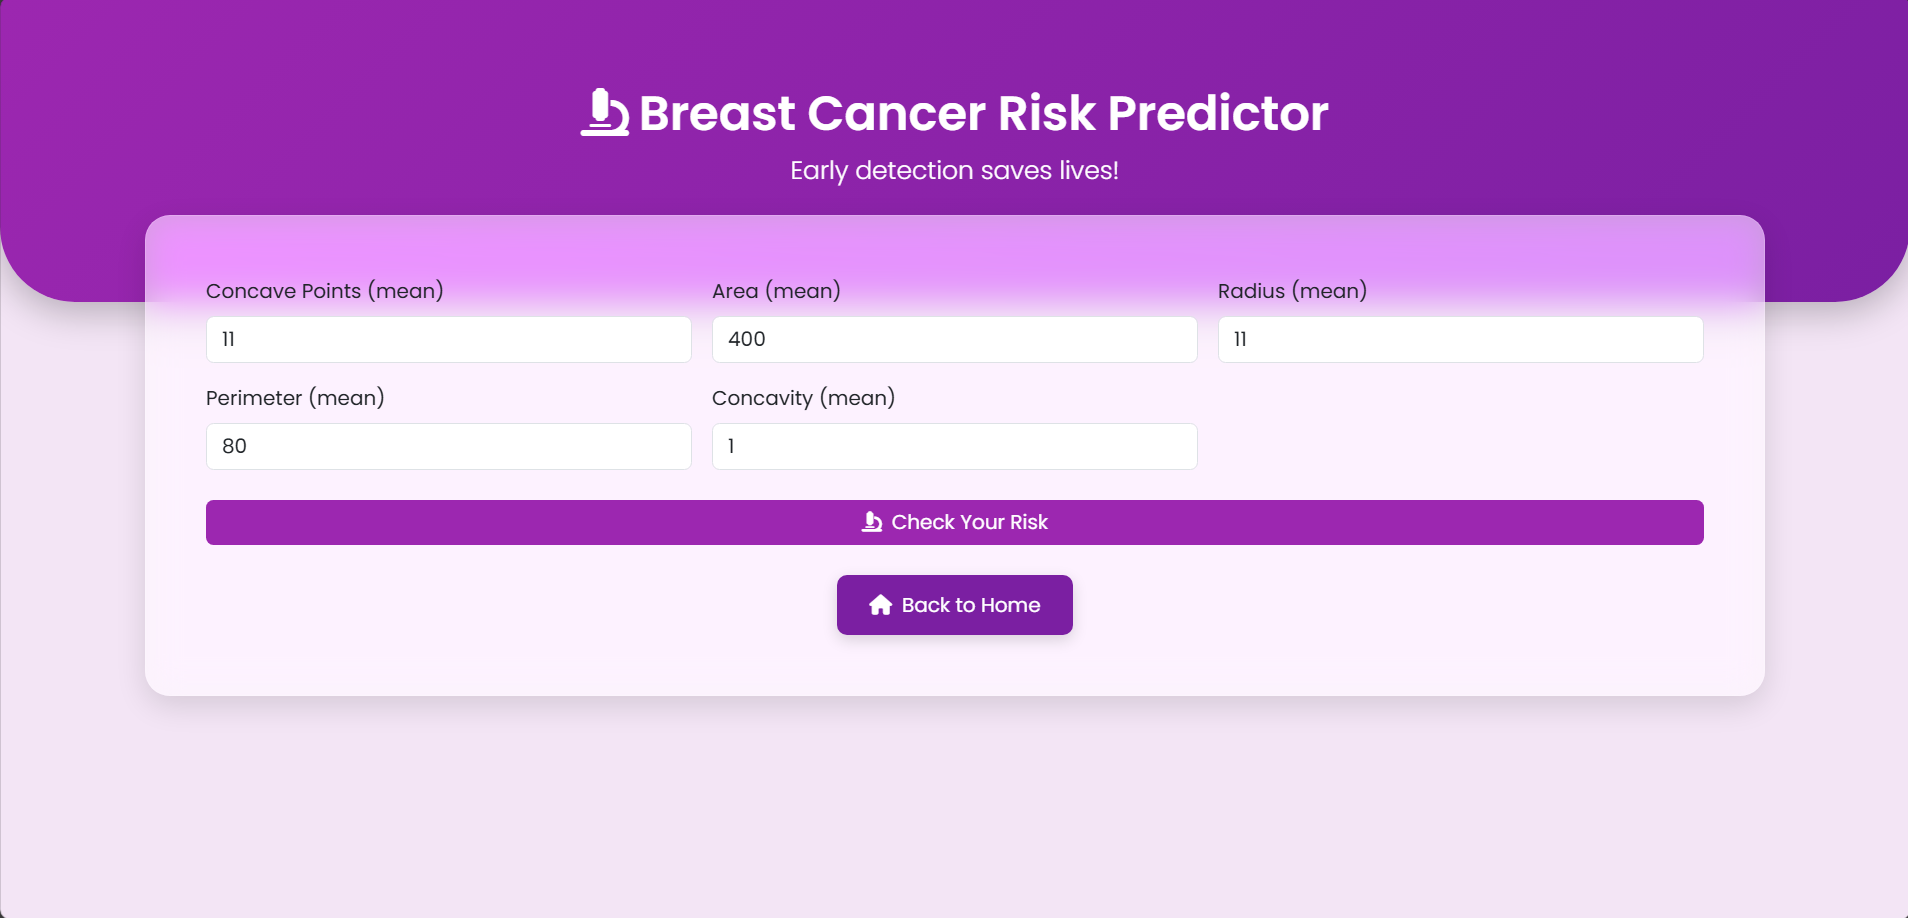 Breast Cancer Risk Predictor
Early detection saves lives!
Concave Points (mean)
11
Area (mean)
400
Radius (mean)
11
Perimeter (mean)
80
Concavity (mean)
1
Check Your Risk
Back to Home